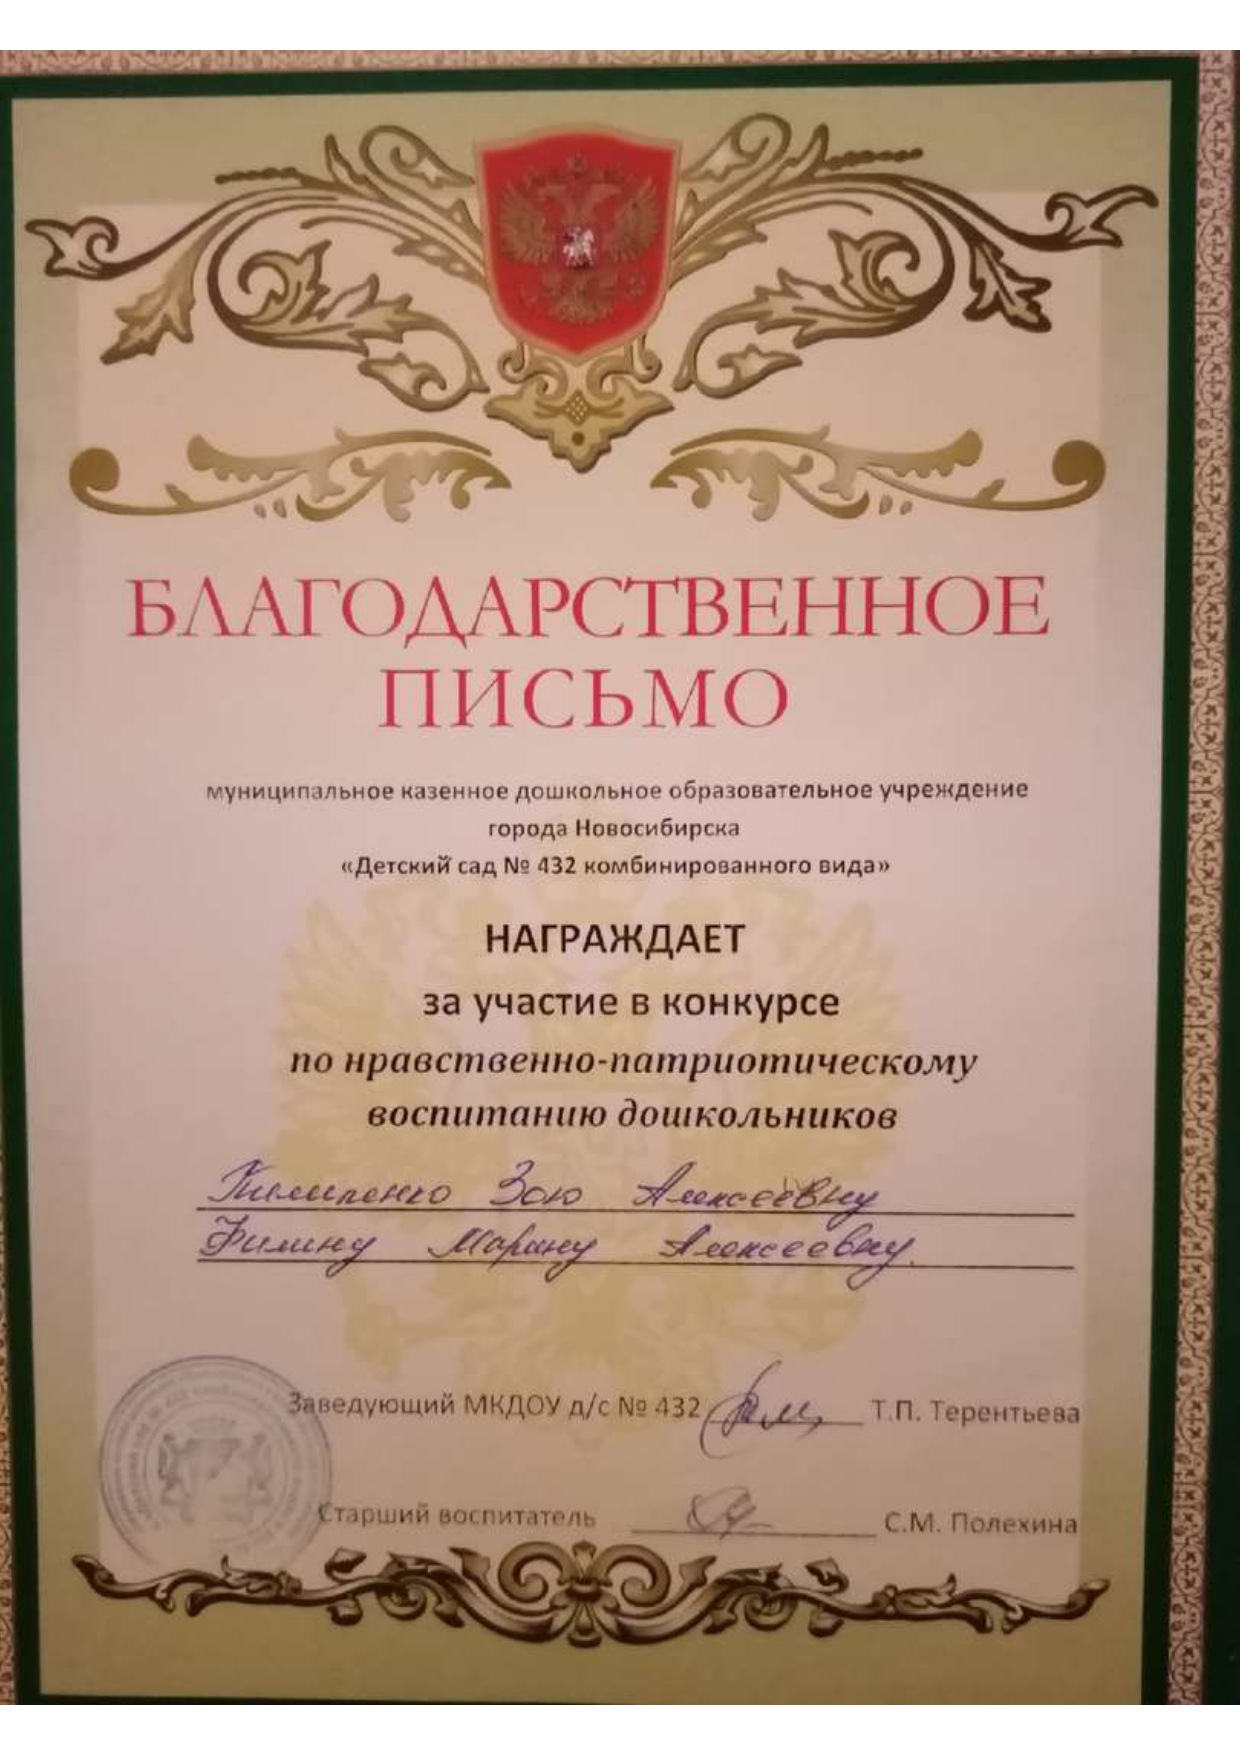 БЛАГОДАРСТВЕННОЕ
ПИСЬМО
муниципальное казенное дошкольное образовательное учреждение
города Новосибирска
«Детский сад № 432 комбинированного вида»
НАГРАЖДАЕТ
за участие в конкурсе
по нравственно-патриотическому
воспитанию дошкольников
Зою Алексеевну
Филину Марину Алексеевну.
Заведующий МКДОУ д/с № 432 Т.П. Терентьева
Старший воспитатель С.М. Полехина